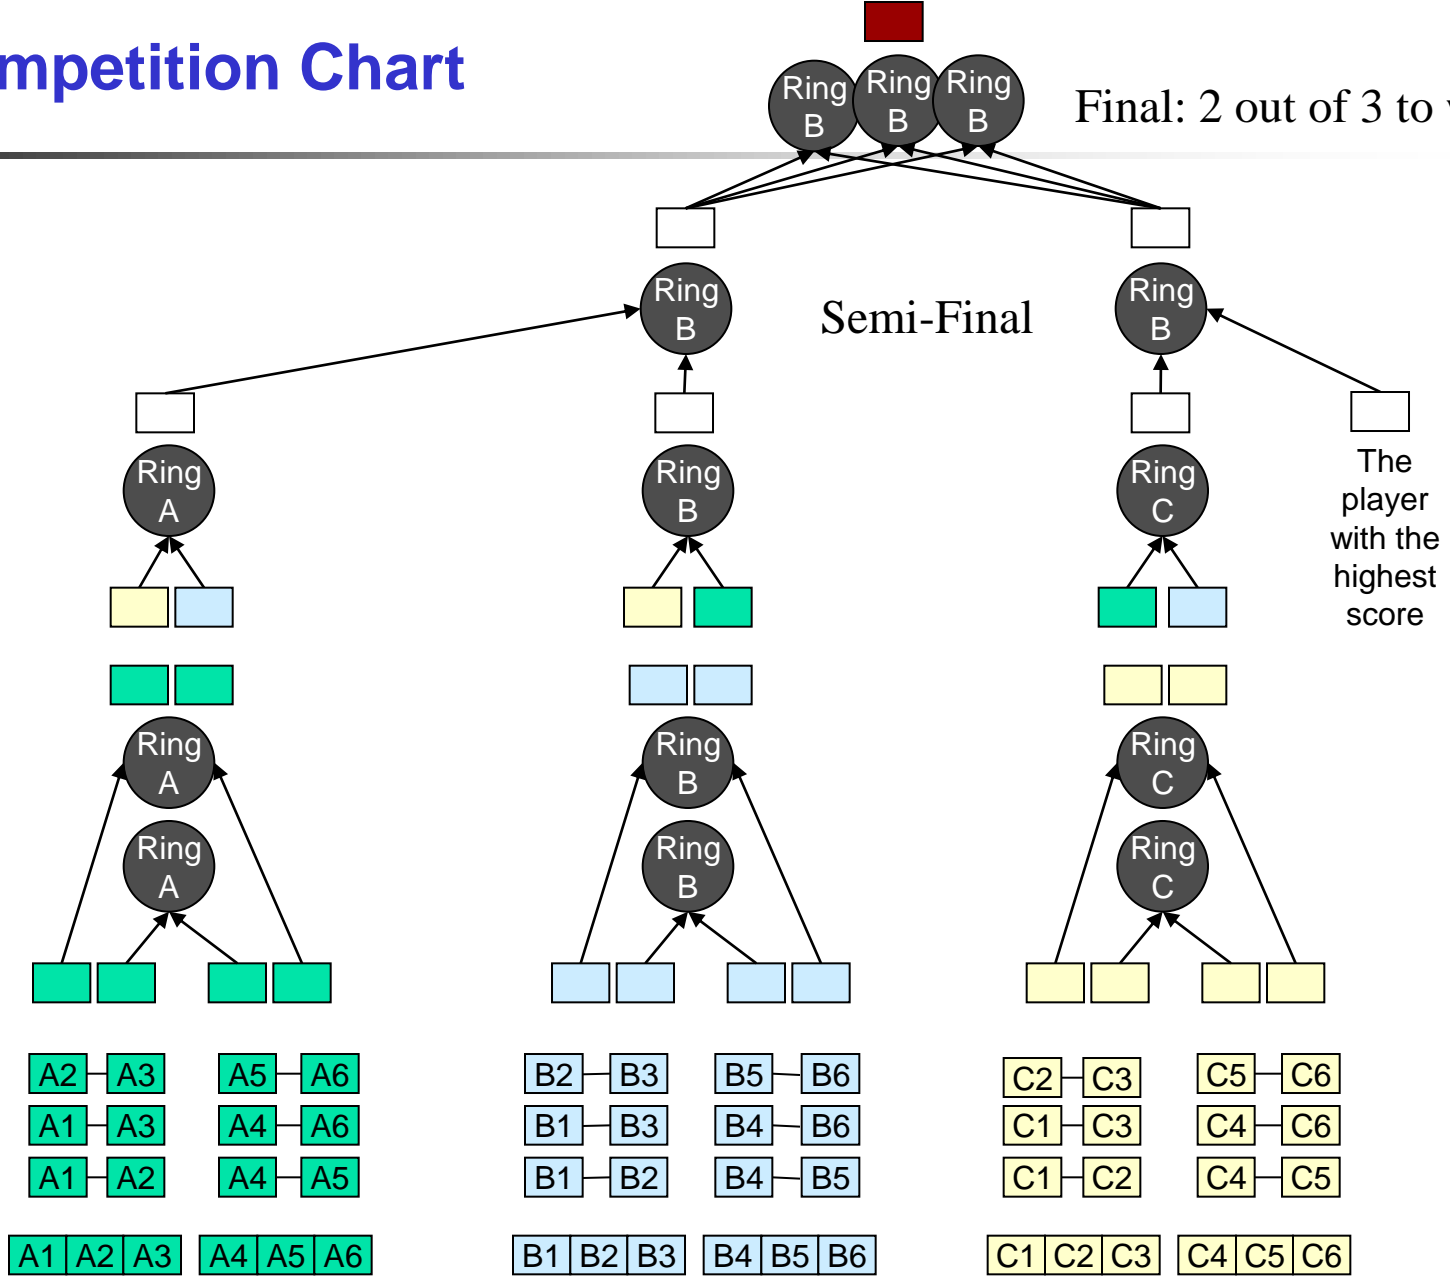 mpetition Chart
Ring B
Ring B
Ring B
Final: 2 out of 3 to
Ring B
Semi-Final
Ring B
Ring A
Ring B
Ring C
The
player
with the
highest
score
Ring A
Ring B
Ring C
Ring A
Ring B
Ring C
A2 A3 A5 A6 B2 B3 B5 B6 C2 C3 C5 C6
A1 A3 A4 A6 B1 B3 B4 B6 C1 C3 C4 C6
A1 A2 A4 A5 B1 B2 B4 B5 C1 C2 C4 C5
A1 A2 A3 A4 A5 A6 B1 B2 B3 B4 B5 B6 C1 C2 C3 C4 C5 C6